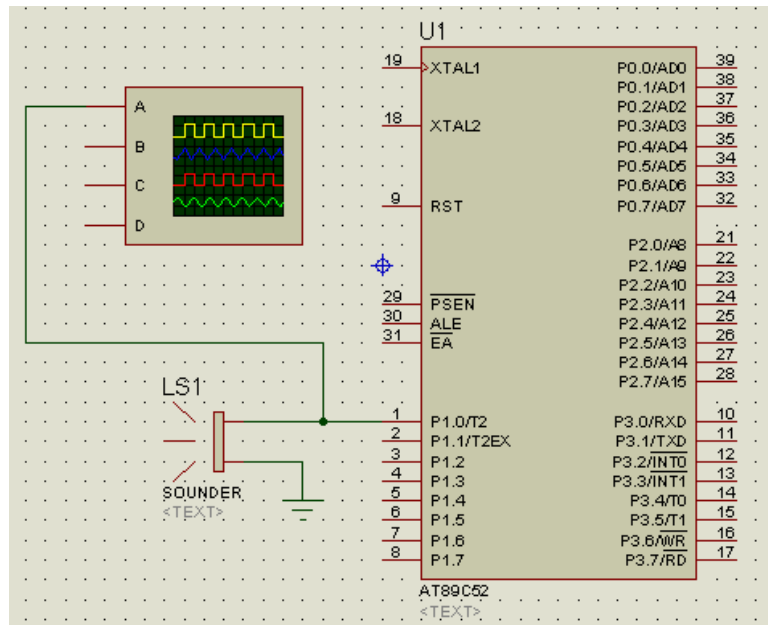 U1
19 XTAL1 P0.0/AD0 39
P0.1/AD1 38
P0.2/AD2 37
18 XTAL2 P0.3/AD3 36
P0.4/AD4 35
P0.5/AD5 34
P0.6/AD6 33
9 RST P0.7/AD7 32
P2.0/A8 21
P2.1/A9 22
P2.2/A10 23
29 PSEN P2.3/A11 24
30 ALE P2.4/A12 25
31 EA P2.5/A13 26
P2.6/A14 27
P2.7/A15 28
1 P1.0/T2 P3.0/RXD 10
2 P1.1/T2EX P3.1/TXD 11
3 P1.2 P3.2/INT0 12
4 P1.3 P3.3/INT1 13
5 P1.4 P3.4/T0 14
6 P1.5 P3.5/T1 15
7 P1.6 P3.6/WR 16
8 P1.7 P3.7/RD 17
AT89C52
<TEXT>
A
B
C
D
LS1
SOUNDER
<TEXT>